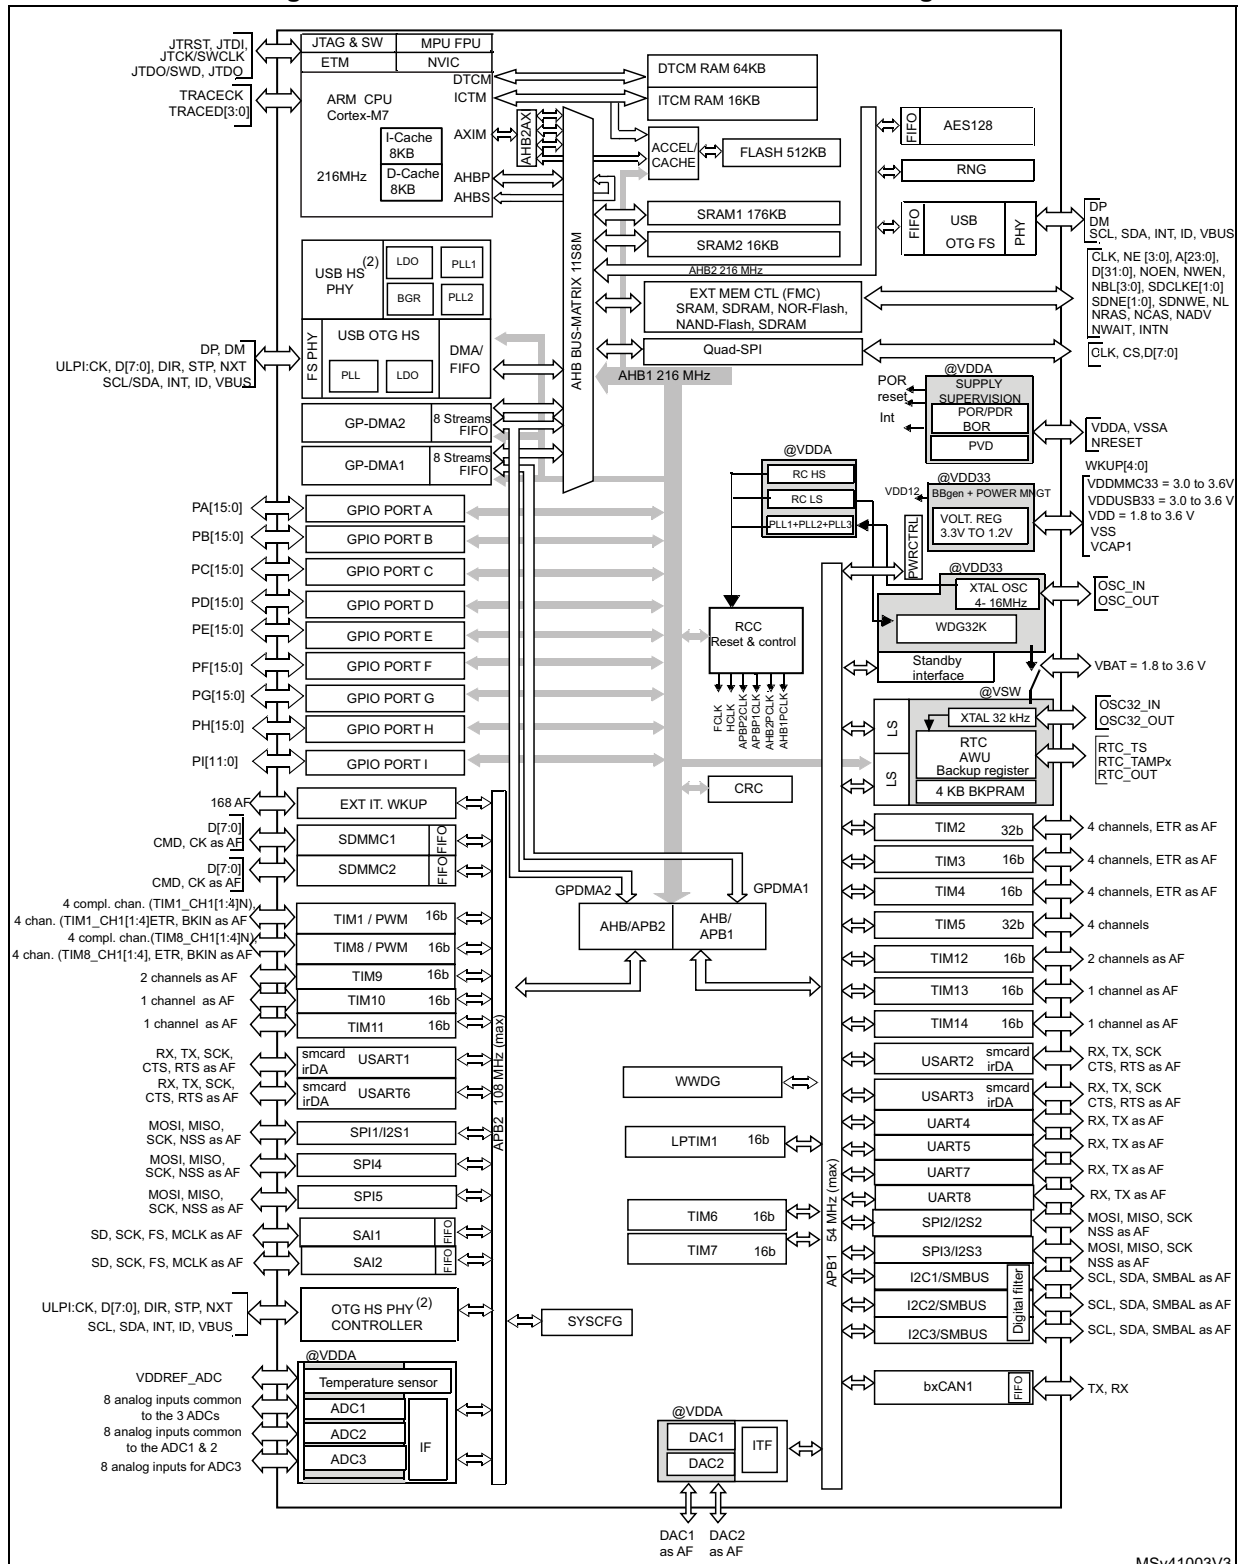 JTRST, JTDI,
JTCK/SWCLK
JTDO/SWD, JTDO
TRACECK
TRACED[3:0]
JTAG & SW
MPU FPU
ETM
NVIC
DTCM
ICTM
ARM CPU
Cortex-M7
AXIM
I-Cache
8KB
D-Cache
8KB
216MHz
AHBP
AHBS
AHB2AX
DTCM RAM 64KB
ITCM RAM 16KB
ACCEL/
CACHE
FLASH 512KB
SRAM1 176KB
SRAM2 16KB
AHB2 216 MHz
EXT MEM CTL (FMC)
SRAM, SDRAM, NOR-Flash,
NAND-Flash, SDRAM
Quad-SPI
AHB BUS-MATRIX 11S8M
AHB1 216 MHz
FIFO
AES128
RNG
FIFO
USB
OTG FS
PHY
DP
DM
SCL, SDA, INT, ID, VBUS
CLK, NE [3:0], A[23:0],
D[31:0], NOEN, NWEN,
NBL[3:0], SDCLKE[1:0]
SDNE[1:0], SDNWE, NL
NRAS, NCAS, NADV
NWAIT, INTN
CLK, CS,D[7:0]
USB HS (2)
PHY
LDO
PLL1
BGR
PLL2
FS PHY
USB OTG HS
PLL
LDO
DMA/
FIFO
DP, DM
ULPI:CK, D[7:0], DIR, STP, NXT
SCL/SDA, INT, ID, VBUS
GP-DMA2
8 Streams
FIFO
GP-DMA1
8 Streams
FIFO
@VDDA
SUPPLY
SUPERVISION
POR
reset
Int
POR/PDR
BOR
PVD
VDDA, VSSA
NRESET
WKUP[4:0]
@VDD33
VDD12
BBgen + POWER MNGT
VOLT. REG
3.3V TO 1.2V
VDDMMC33 = 3.0 to 3.6V
VDDUSB33 = 3.0 to 3.6 V
VDD = 1.8 to 3.6 V
VSS
VCAP1
@VDDA
RC HS
RC LS
PLL1+PLL2+PLL3
PWRCTRL
@VDD33
XTAL OSC
4- 16MHz
WDG32K
OSC_IN
OSC_OUT
Standby
interface
VBAT = 1.8 to 3.6 V
@VSW
LS
LS
XTAL 32 kHz
RTC
AWU
Backup register
4 KB BKPRAM
OSC32_IN
OSC32_OUT
RTC_TS
RTC_TAMPx
RTC_OUT
RCC
Reset & control
FCLK
HCLK
APBP2CLK
APBP1CLK
AHB2PCLK
AHB1PCLK
CRC
PA[15:0]
GPIO PORT A
PB[15:0]
GPIO PORT B
PC[15:0]
GPIO PORT C
PD[15:0]
GPIO PORT D
PE[15:0]
GPIO PORT E
PF[15:0]
GPIO PORT F
PG[15:0]
GPIO PORT G
PH[15:0]
GPIO PORT H
PI[11:0]
GPIO PORT I
168 AF
EXT IT. WKUP
D[7:0]
CMD, CK as AF
SDMMC1
FIFO
D[7:0]
CMD, CK as AF
SDMMC2
FIFO
4 compl. chan. (TIM1_CH1[1:4]N),
4 chan. (TIM1_CH1[1:4]ETR, BKIN as AF
TIM1 / PWM 16b
4 compl. chan.(TIM8_CH1[1:4]N),
4 chan. (TIM8_CH1[1:4], ETR, BKIN as AF
TIM8 / PWM 16b
2 channels as AF
TIM9 16b
1 channel as AF
TIM10 16b
1 channel as AF
TIM11 16b
RX, TX, SCK,
CTS, RTS as AF
smcard
irDA
USART1
RX, TX, SCK,
CTS, RTS as AF
smcard
irDA
USART6
MOSI, MISO,
SCK, NSS as AF
SPI1/I2S1
MOSI, MISO,
SCK, NSS as AF
SPI4
MOSI, MISO,
SCK, NSS as AF
SPI5
SD, SCK, FS, MCLK as AF
SAI1
FIFO
SD, SCK, FS, MCLK as AF
SAI2
FIFO
ULPI:CK, D[7:0], DIR, STP, NXT
SCL, SDA, INT, ID, VBUS
OTG HS PHY (2)
CONTROLLER
SYSCFG
@VDDA
VDDREF_ADC
Temperature sensor
8 analog inputs common
to the 3 ADCs
ADC1
8 analog inputs common
to the ADC1 & 2
ADC2
8 analog inputs for ADC3
ADC3
IF
APB2 108 MHz (max)
GPDMA2
GPDMA1
AHB/APB2
AHB/
APB1
WWDG
LPTIM1 16b
TIM6 16b
TIM7 16b
@VDDA
DAC1
DAC2
ITF
DAC1
as AF
DAC2
as AF
APB1 54 MHz (max)
TIM2 32b
4 channels, ETR as AF
TIM3 16b
4 channels, ETR as AF
TIM4 16b
4 channels, ETR as AF
TIM5 32b
4 channels
TIM12 16b
2 channels as AF
TIM13 16b
1 channel as AF
TIM14 16b
1 channel as AF
USART2
smcard
irDA
RX, TX, SCK
CTS, RTS as AF
USART3
smcard
irDA
RX, TX, SCK
CTS, RTS as AF
UART4
RX, TX as AF
UART5
RX, TX as AF
UART7
RX, TX as AF
UART8
RX, TX as AF
SPI2/I2S2
MOSI, MISO, SCK
NSS as AF
SPI3/I2S3
MOSI, MISO, SCK
NSS as AF
I2C1/SMBUS
SCL, SDA, SMBAL as AF
I2C2/SMBUS
SCL, SDA, SMBAL as AF
I2C3/SMBUS
SCL, SDA, SMBAL as AF
Digital filter
bxCAN1
FIFO
TX, RX
MSv41003V3